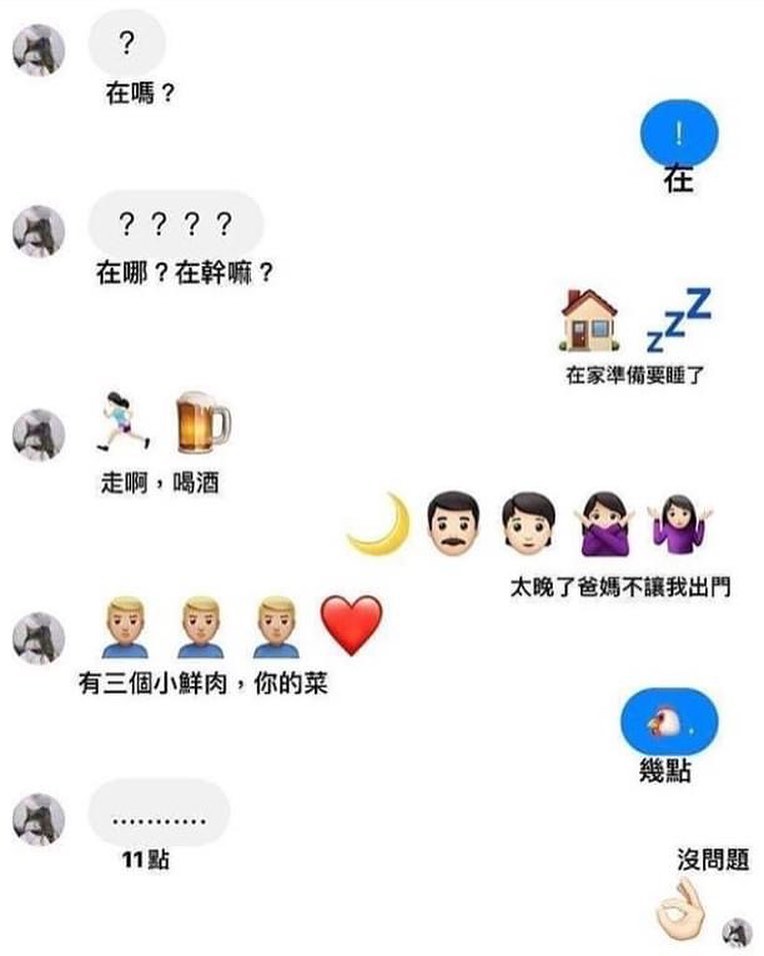 ？
在嗎？
！
在
？？？？
在哪？在幹嘛？
在家準備要睡了
走啊，喝酒
太晚了爸媽不讓我出門
有三個小鮮肉，你的菜
.
幾點
...........
11點
沒問題